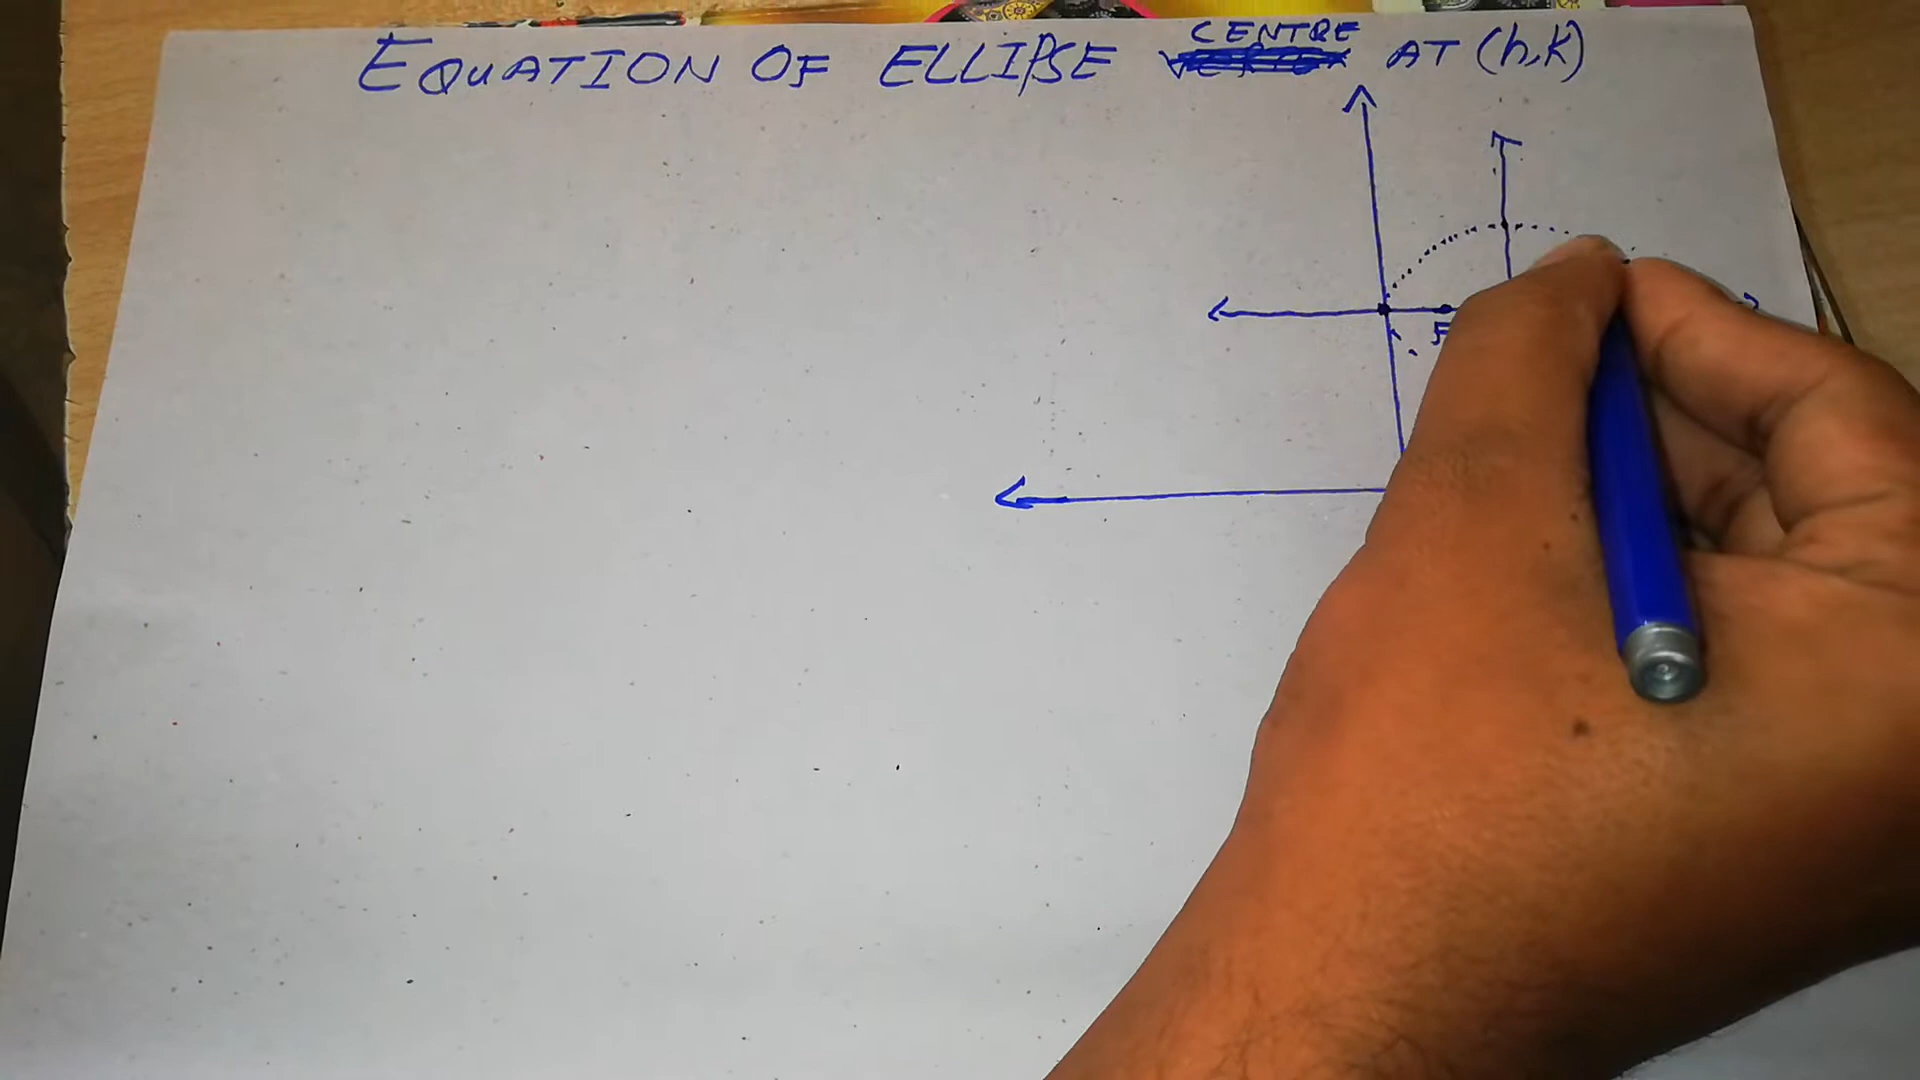 EQUATION OF ELLIPSE CENTRE AT (h,k)
F